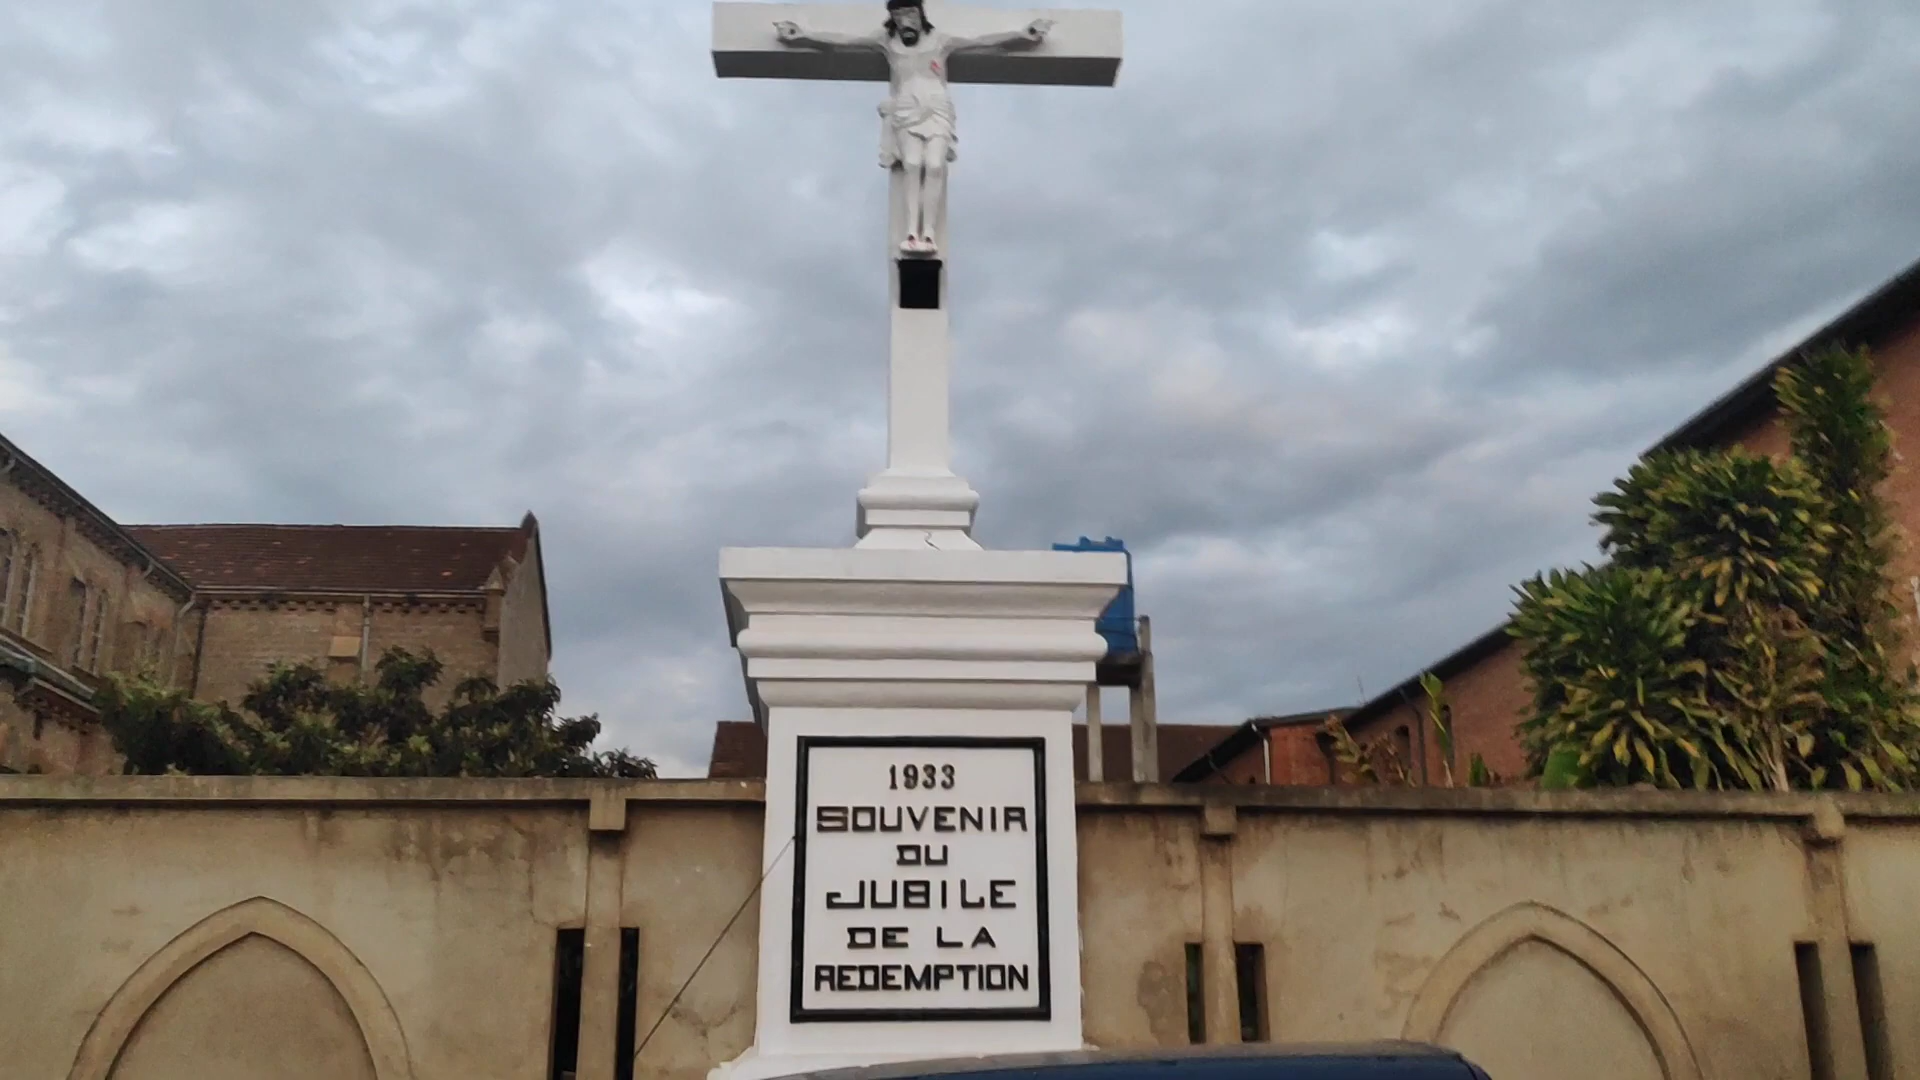 1933
SOUVENIR
DU
JUBILE
DE LA
REDEMPTION